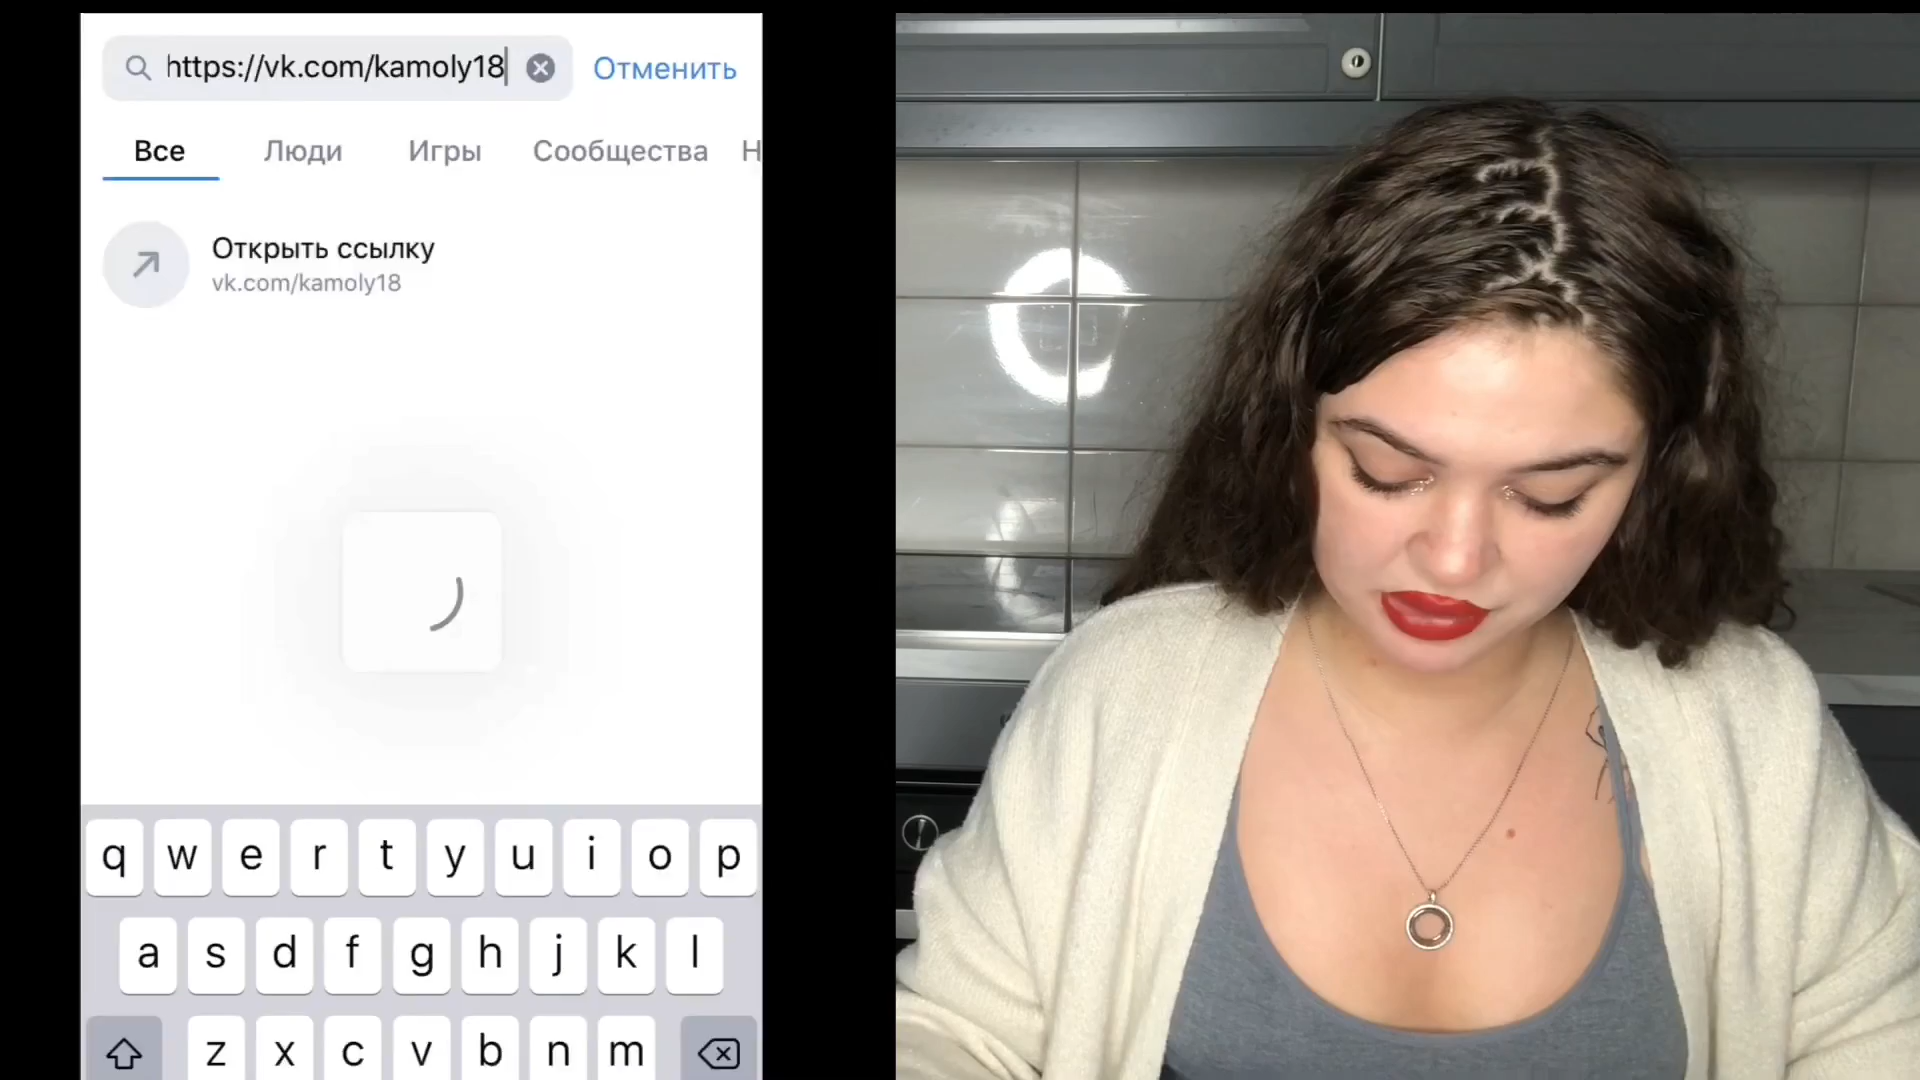 https://vk.com/kamoly18 Отменить
Все Люди Игры Сообщества Н
Открыть ссылку
vk.com/kamoly18
q w e r t y u i o p
a s d f g h j k l
z x c v b n m